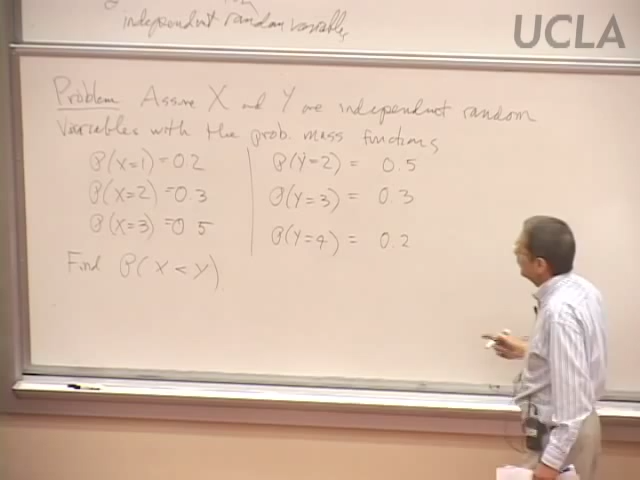 independent random variables
UCLA
Problem Assume X and Y are independent random
variables with the prob. mass functions
P(X=1)=0.2
P(X=2)=0.3
P(X=3)=0.5
P(Y=2) = 0.5
P(Y=3) = 0.3
P(Y=4) = 0.2
Find P(X<Y).